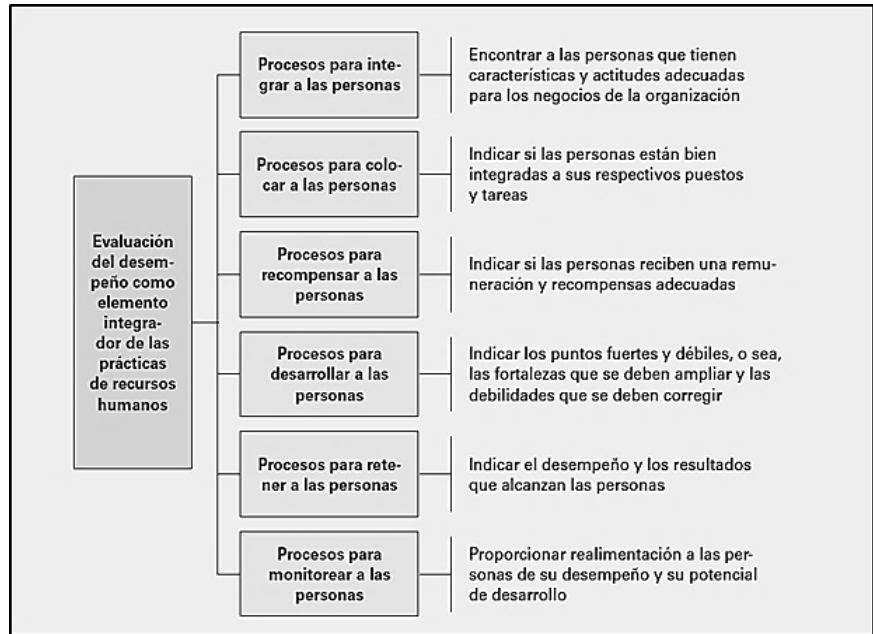 Evaluación
del desem-
peño como
elemento
integra-
dor de las
prácticas
de recursos
humanos
Procesos para inte-
grar a las personas
Encontrar a las personas que tienen
características y actitudes adecuadas
para los negocios de la organización
Procesos para colo-
car a las personas
Indicar si las personas están bien
integradas a sus respectivos puestos
y tareas
Procesos para
recompensar a las
personas
Indicar si las personas reciben una remu-
neración y recompensas adecuadas
Procesos para
desarrollar a las
personas
Indicar los puntos fuertes y débiles, o sea,
las fortalezas que se deben ampliar y las
debilidades que se deben corregir
Procesos para rete-
ner a las personas
Indicar el desempeño y los resultados
que alcanzan las personas
Procesos para
monitorear a las
personas
Proporcionar realimentación a las per-
sonas de su desempeño y su potencial
de desarrollo